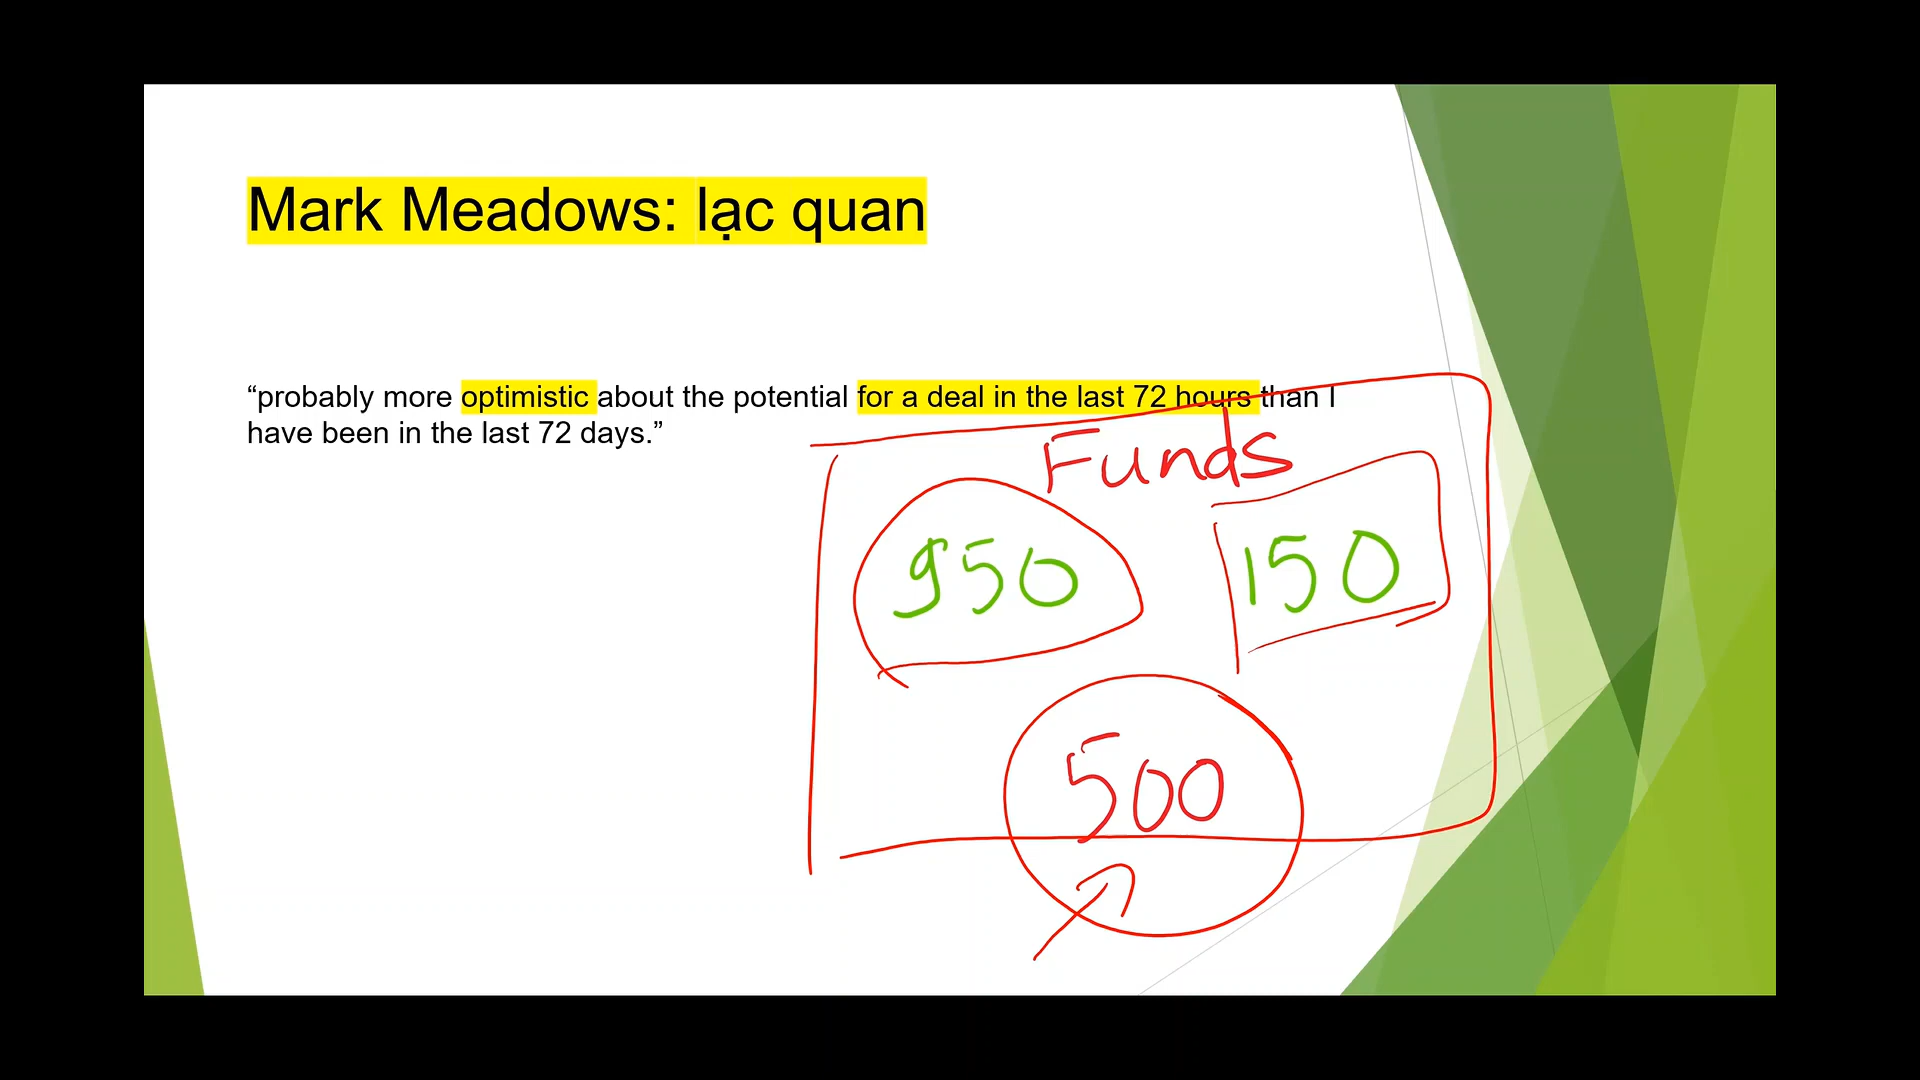 Mark Meadows: lạc quan
“probably more optimistic about the potential for a deal in the last 72 hours than I
have been in the last 72 days.”
Funds
950 150
500